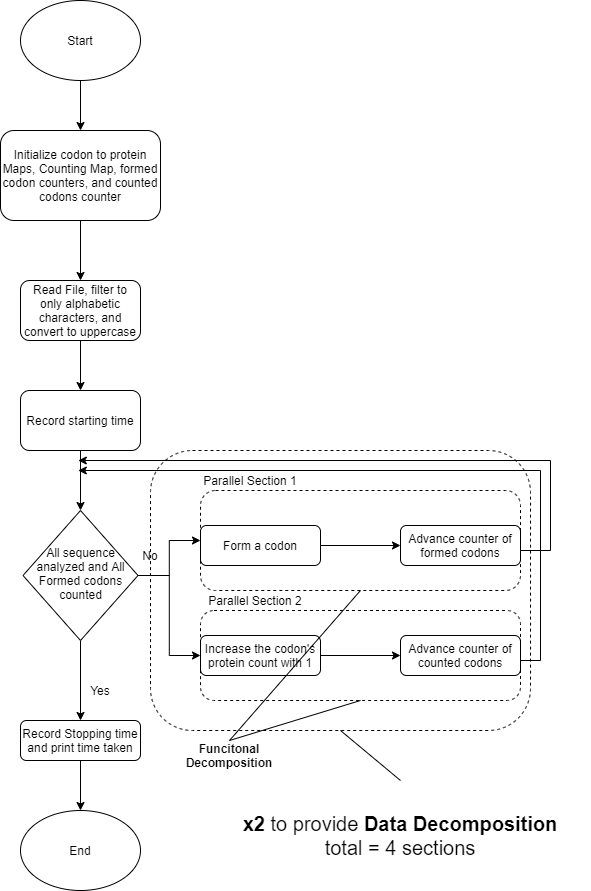 Start
Initialize codon to protein
Maps, Counting Map, formed
codon counters, and counted
codons counter
Read File, filter to
only alphabetic
characters, and
convert to uppercase
Record starting time
Parallel Section 1
Form a codon
Advance counter of
formed codons
No
All sequence
analyzed and All
Formed codons
counted
Parallel Section 2
Increase the codon's
protein count with 1
Advance counter of
counted codons
Yes
Record Stopping time
and print time taken
Funcitonal
Decomposition
x2 to provide Data Decomposition
total = 4 sections
End